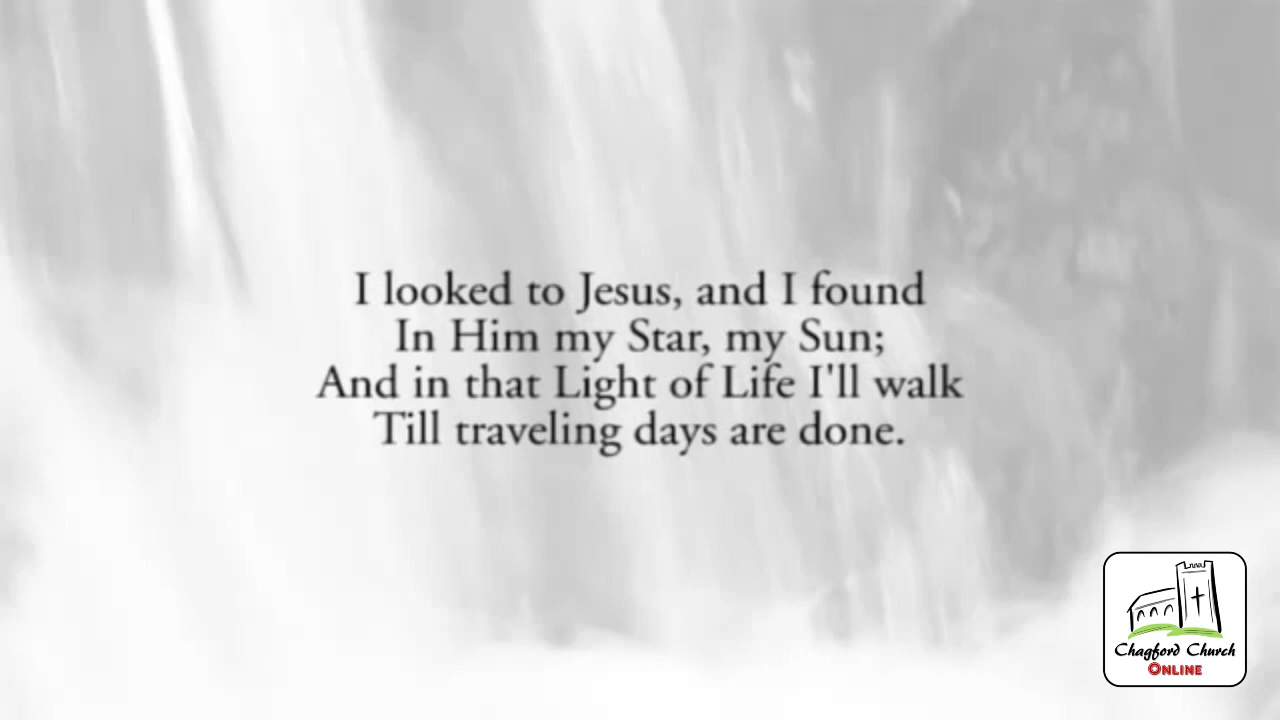 I looked to Jesus, and I found
In Him my Star, my Sun;
And in that Light of Life I'll walk
Till traveling days are done.
Chagford Church
ONLINE